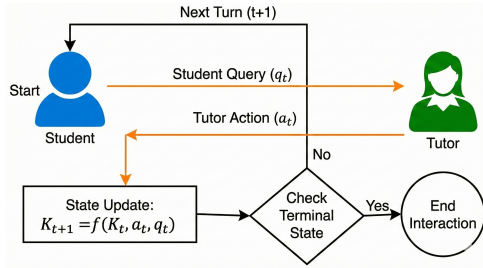 Next Turn (t+1)
Student Query (q_t)
Start
Student
Tutor Action (a_t)
Tutor
No
State Update:
K_{t+1} = f(K_t, a_t, q_t)
Check
Terminal
State
Yes
End
Interaction